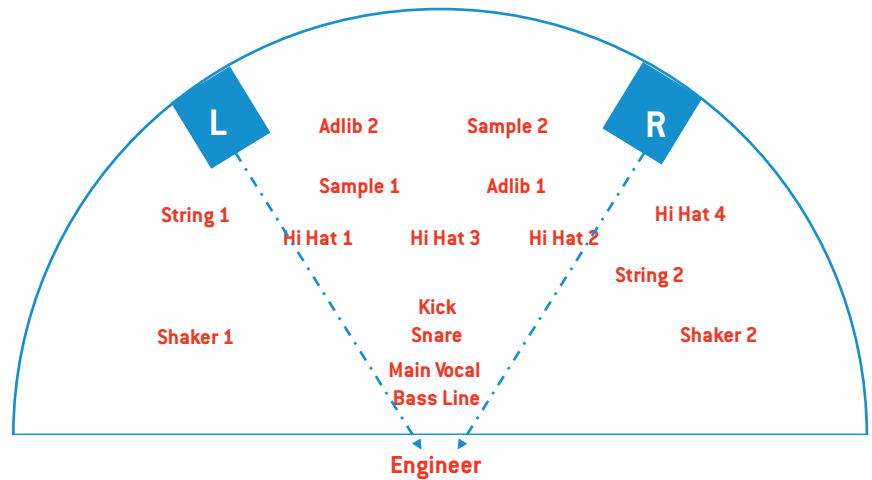 L
R
Adlib 2
Sample 2
Sample 1
Adlib 1
String 1
Hi Hat 4
Hi Hat 1
Hi Hat 3
Hi Hat 2
String 2
Kick
Snare
Shaker 1
Shaker 2
Main Vocal
Bass Line
Engineer